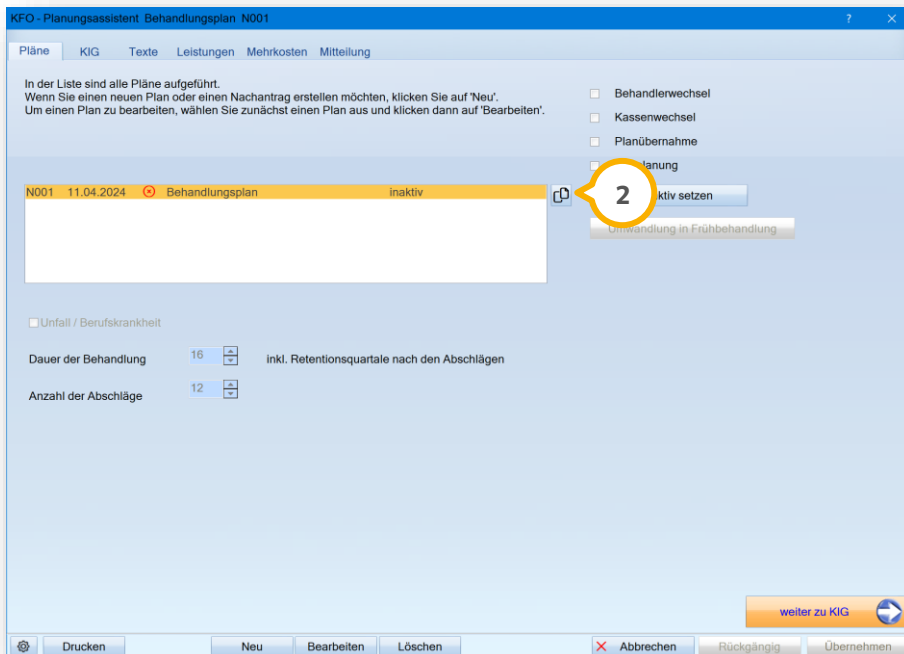 KFO - Planungsassistent Behandlungsplan N001 ?
Pläne KIG Texte Leistungen Mehrkosten Mitteilung
In der Liste sind alle Pläne aufgeführt.
Wenn Sie einen neuen Plan oder einen Nachantrag erstellen möchten, klicken Sie auf 'Neu'.
Um einen Plan zu bearbeiten, wählen Sie zunächst einen Plan aus und klicken dann auf 'Bearbeiten'.
Behandlerwechsel
Kassenwechsel
Planübernahme
lanung
N001 11.04.2024 Behandlungsplan inaktiv
2
ktiv setzen
Umwandlung in Frühbehandlung
Unfall / Berufskrankheit
Dauer der Behandlung 16 inkl. Retentionsquartale nach den Abschlägen
Anzahl der Abschläge 12
weiter zu KIG
Drucken Neu Bearbeiten Löschen Abbrechen Rückgängig Übernehmen